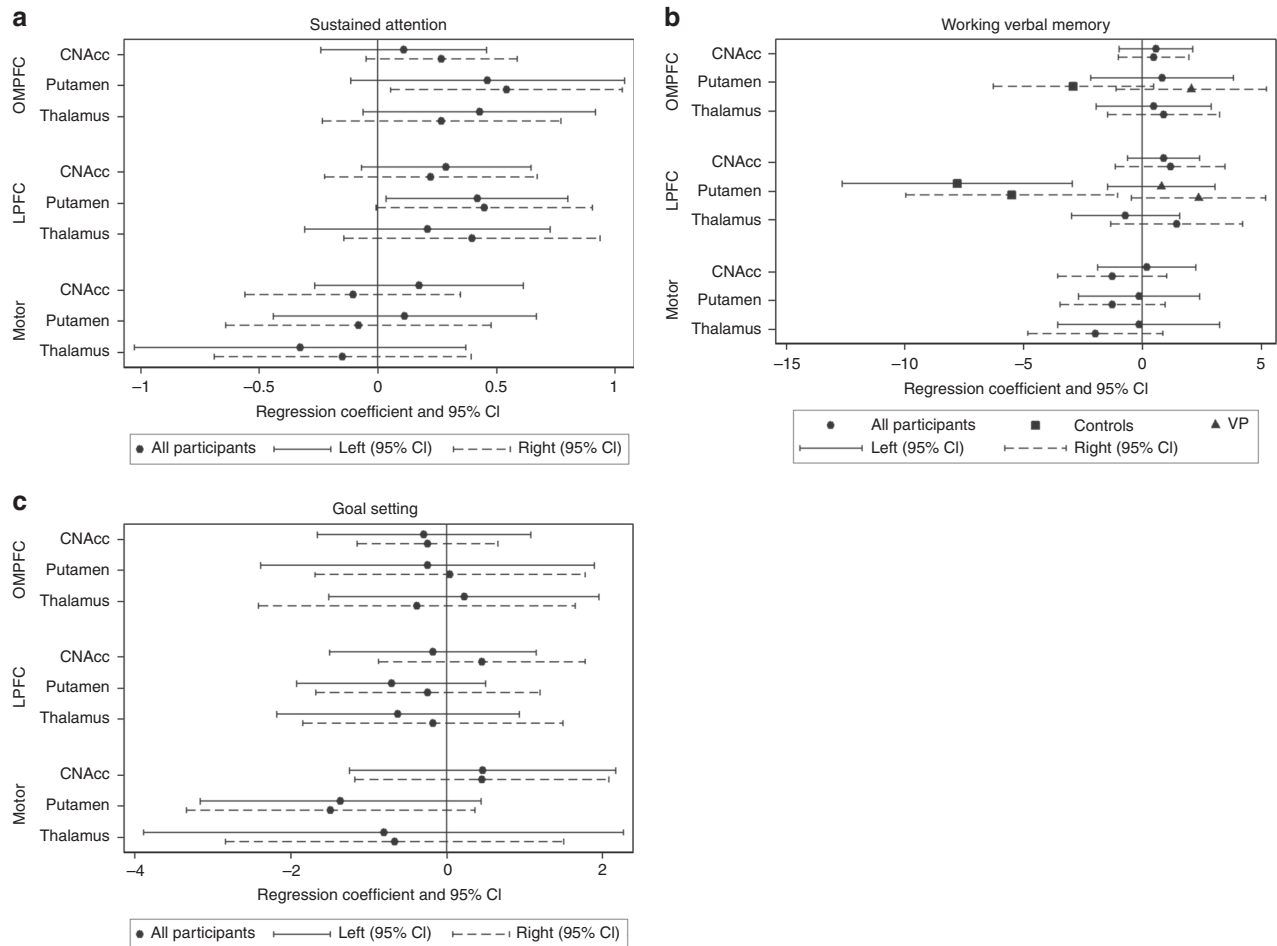 a
Sustained attention
OMPFC
CNAcc
Putamen
Thalamus
LPFC
CNAcc
Putamen
Thalamus
Motor
CNAcc
Putamen
Thalamus
−1
−0.5
0
0.5
1
Regression coefficient and 95% CI
All participants
Left (95% CI)
Right (95% CI)
b
Working verbal memory
OMPFC
CNAcc
Putamen
Thalamus
LPFC
CNAcc
Putamen
Thalamus
Motor
CNAcc
Putamen
Thalamus
−15
−10
−5
0
5
Regression coefficient and 95% CI
All participants
Controls
VP
Left (95% CI)
Right (95% CI)
c
Goal setting
OMPFC
CNAcc
Putamen
Thalamus
LPFC
CNAcc
Putamen
Thalamus
Motor
CNAcc
Putamen
Thalamus
−4
−2
0
2
Regression coefficient and 95% CI
All participants
Left (95% CI)
Right (95% CI)